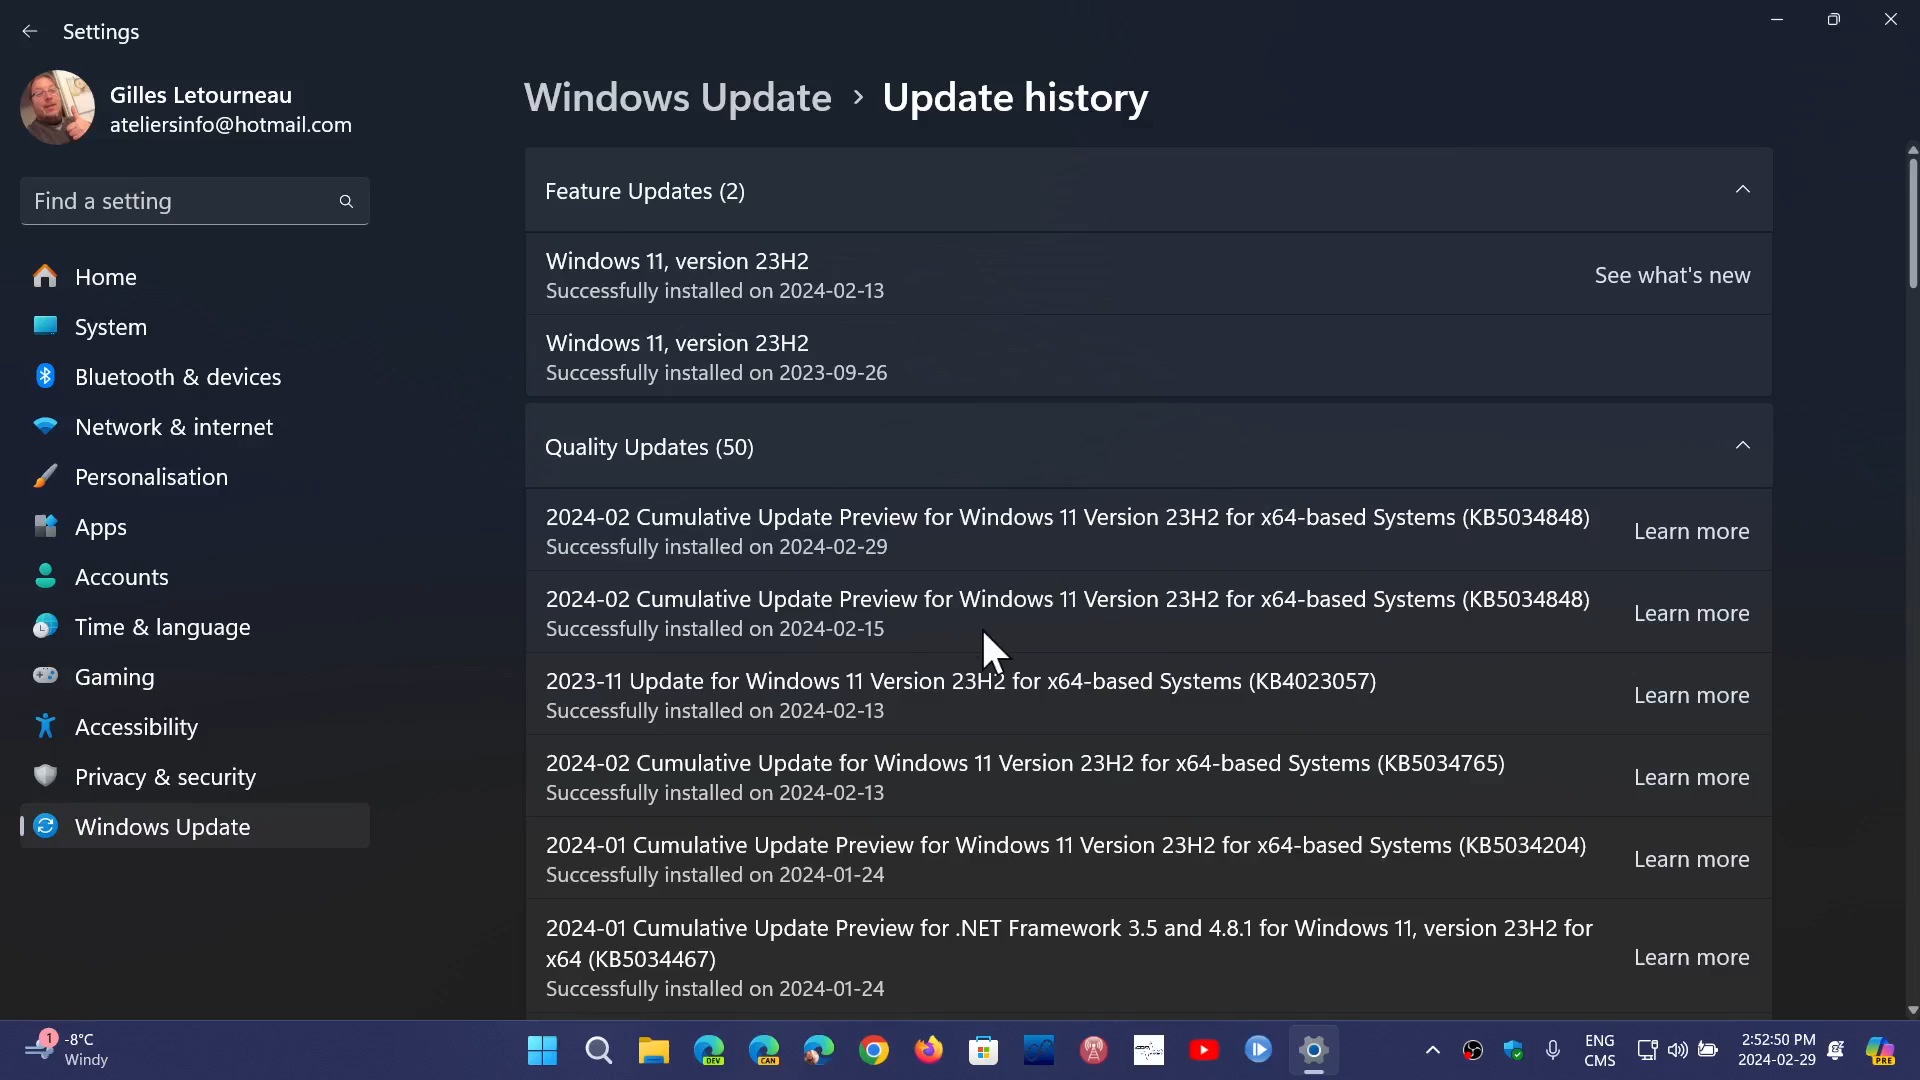 Settings
Gilles Letourneau
ateliersinfo@hotmail.com
Find a setting
Home
System
Bluetooth & devices
Network & internet
Personalisation
Apps
Accounts
Time & language
Gaming
Accessibility
Privacy & security
Windows Update
Windows Update > Update history
Feature Updates (2)
Windows 11, version 23H2
Successfully installed on 2024-02-13
See what's new
Windows 11, version 23H2
Successfully installed on 2023-09-26
Quality Updates (50)
2024-02 Cumulative Update Preview for Windows 11 Version 23H2 for x64-based Systems (KB5034848)
Successfully installed on 2024-02-29
Learn more
2024-02 Cumulative Update Preview for Windows 11 Version 23H2 for x64-based Systems (KB5034848)
Successfully installed on 2024-02-15
Learn more
2023-11 Update for Windows 11 Version 23H2 for x64-based Systems (KB4023057)
Successfully installed on 2024-02-13
Learn more
2024-02 Cumulative Update for Windows 11 Version 23H2 for x64-based Systems (KB5034765)
Successfully installed on 2024-02-13
Learn more
2024-01 Cumulative Update Preview for Windows 11 Version 23H2 for x64-based Systems (KB5034204)
Successfully installed on 2024-01-24
Learn more
2024-01 Cumulative Update Preview for .NET Framework 3.5 and 4.8.1 for Windows 11, version 23H2 for
x64 (KB5034467)
Successfully installed on 2024-01-24
Learn more
1
-8°C
Windy
DEV
CAN
ENG
CMS
2:52:50 PM
2024-02-29
PRE